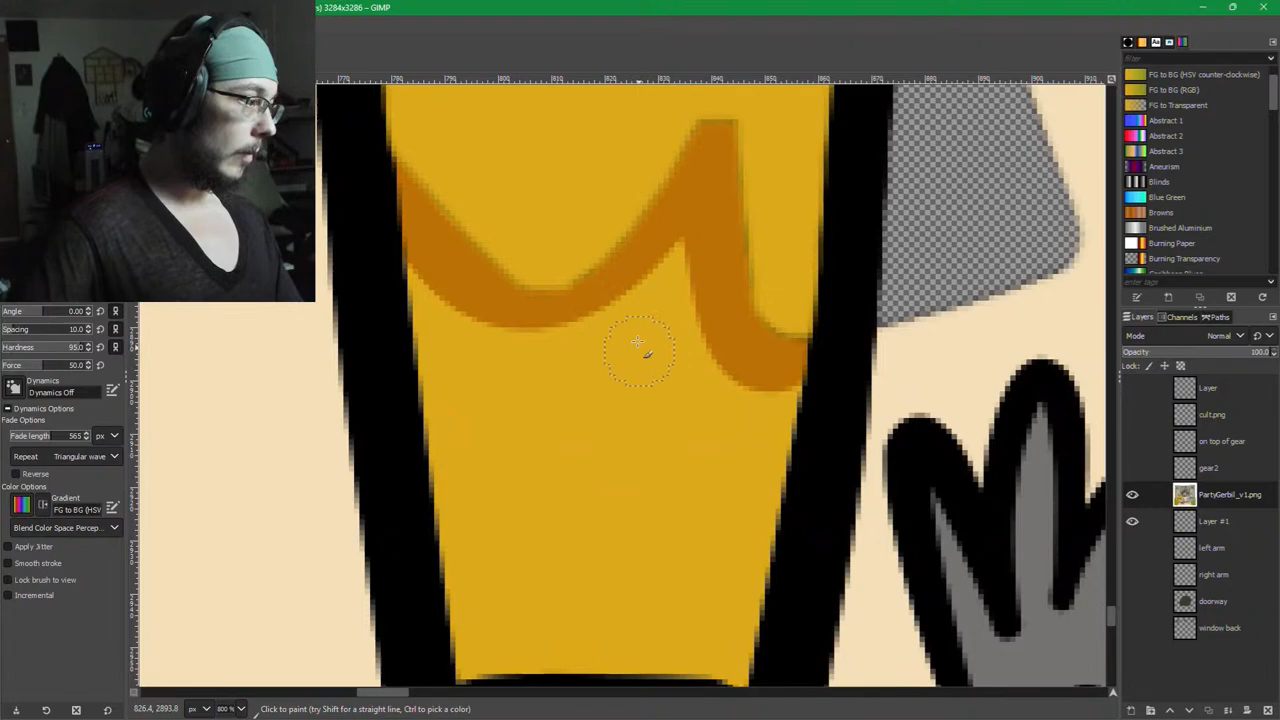 ) 3284x3286 – GIMP
filter
FG to BG (HSV counter-clockwise)
FG to BG (RGB)
FG to Transparent
Abstract 1
Abstract 2
Abstract 3
Aneurism
Blinds
Blue Green
Browns
Brushed Aluminium
Burning Paper
Burning Transparency
enter tags
Layers Channels Paths
Mode Normal
Opacity 100.0
Lock:
Layer
cult.png
on top of gear
gear2
PartyGerbil_v1.png
Layer #1
left arm
right arm
doorway
window back
Angle 0.00
Spacing 10.0
Hardness 95.0
Force 50.0
Dynamics
Dynamics Off
Dynamics Options
Fade Options
Fade length 565 px
Repeat Triangular wave
Reverse
Color Options
Gradient
FG to BG (HSV
Blend Color Space Percep...
Apply Jitter
Smooth stroke
Lock brush to view
Incremental
826.4, 2893.8 px 800 % Click to paint (try Shift for a straight line, Ctrl to pick a color)